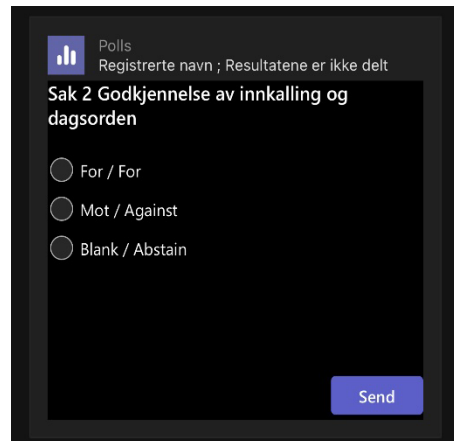 Polls
Registrerte navn ; Resultatene er ikke delt
Sak 2 Godkjennelse av innkalling og
dagsorden
For / For
Mot / Against
Blank / Abstain
Send